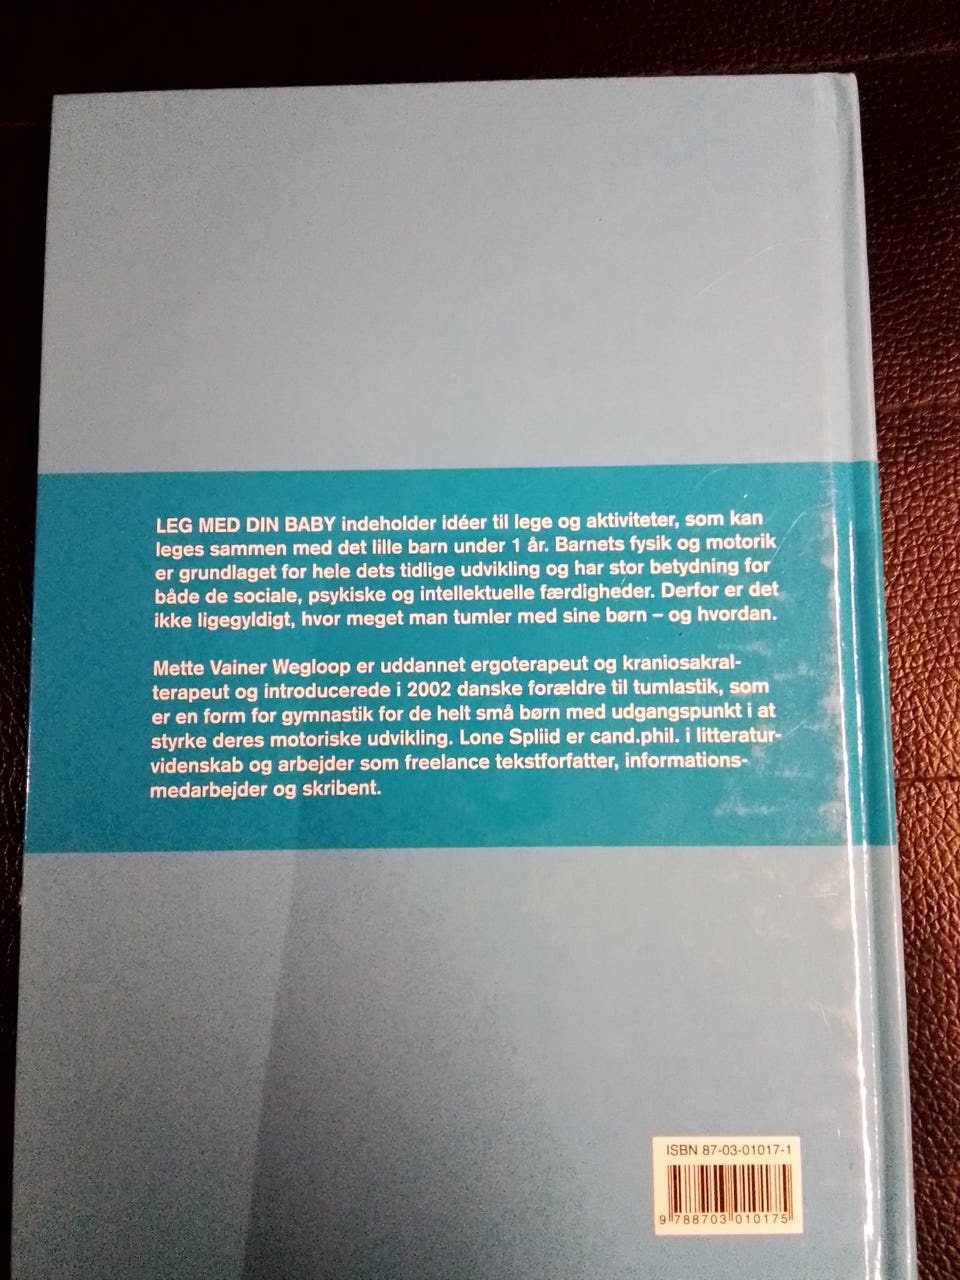 LEG MED DIN BABY indeholder idéer til lege og aktiviteter, som kan
leges sammen med det lille barn under 1 år. Barnets fysik og motorik
er grundlaget for hele dets tidlige udvikling og har stor betydning for
både de sociale, psykiske og intellektuelle færdigheder. Derfor er det
ikke ligegyldigt, hvor meget man tumler med sine børn – og hvordan.
Mette Vainer Wegloop er uddannet ergoterapeut og kraniosakral-
terapeut og introducerede i 2002 danske forældre til tumlastik, som
er en form for gymnastik for de helt små børn med udgangspunkt i at
styrke deres motoriske udvikling. Lone Spliid er cand.phil. i litteratur-
videnskab og arbejder som freelance tekstforfatter, informations-
medarbejder og skribent.
ISBN 87-03-01017-1
9 788703 010175